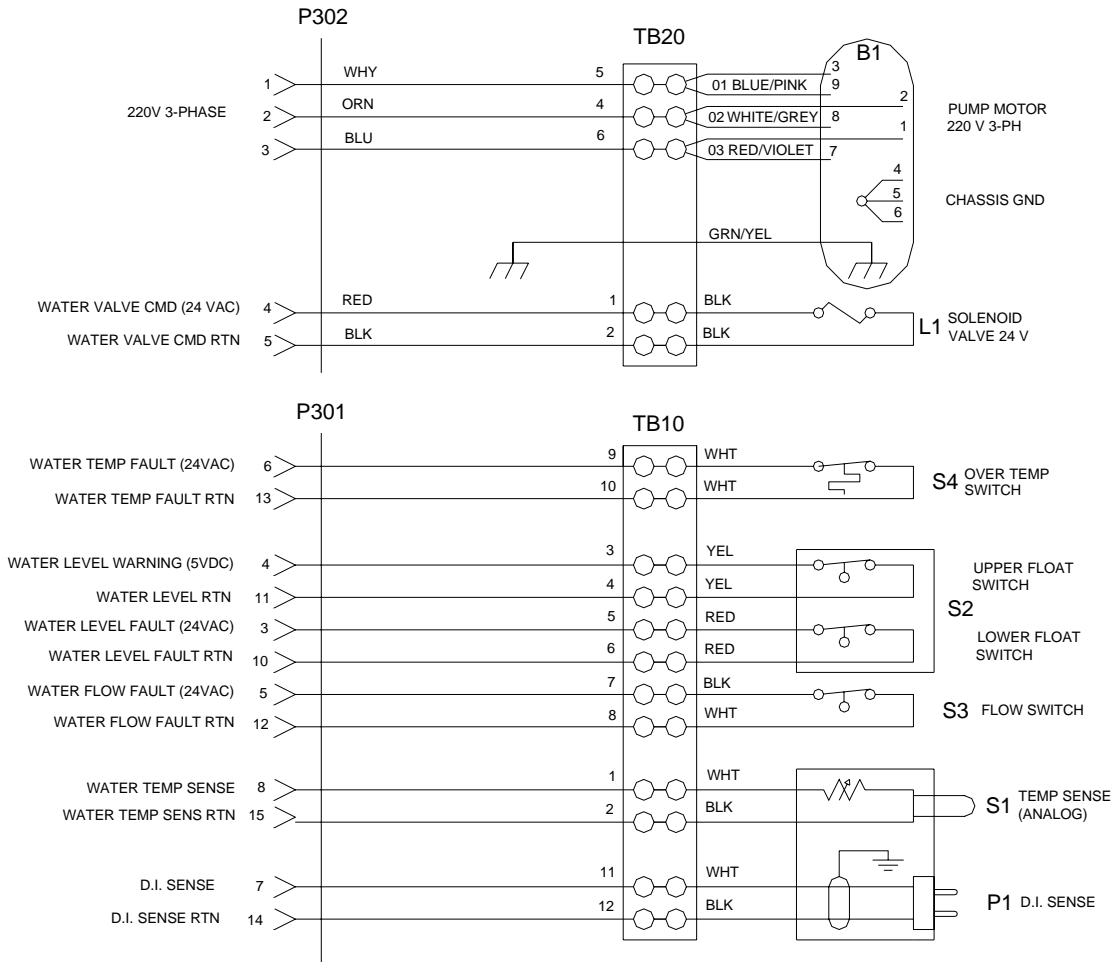 P302
TB20
B1
1 WHY 5 01 BLUE/PINK 3 9
220V 3-PHASE
2 ORN 4 02 WHITE/GREY 2 8
3 BLU 6 03 RED/VIOLET 1 7
PUMP MOTOR
220 V 3-PH
4
5
6
CHASSIS GND
GRN/YEL
WATER VALVE CMD (24 VAC) 4 RED 1 BLK
WATER VALVE CMD RTN 5 BLK 2 BLK
L1 SOLENOID
VALVE 24 V
P301
TB10
WATER TEMP FAULT (24VAC) 6 9 WHT
WATER TEMP FAULT RTN 13 10 WHT
S4 OVER TEMP
SWITCH
WATER LEVEL WARNING (5VDC) 4 3 YEL
WATER LEVEL RTN 11 4 YEL
UPPER FLOAT
SWITCH
S2
WATER LEVEL FAULT (24VAC) 3 5 RED
WATER LEVEL FAULT RTN 10 6 RED
LOWER FLOAT
SWITCH
WATER FLOW FAULT (24VAC) 5 7 BLK
WATER FLOW FAULT RTN 12 8 WHT
S3 FLOW SWITCH
WATER TEMP SENSE 8 1 WHT
WATER TEMP SENS RTN 15 2 BLK
S1 TEMP SENSE
(ANALOG)
D.I. SENSE 7 11 WHT
D.I. SENSE RTN 14 12 BLK
P1 D.I. SENSE